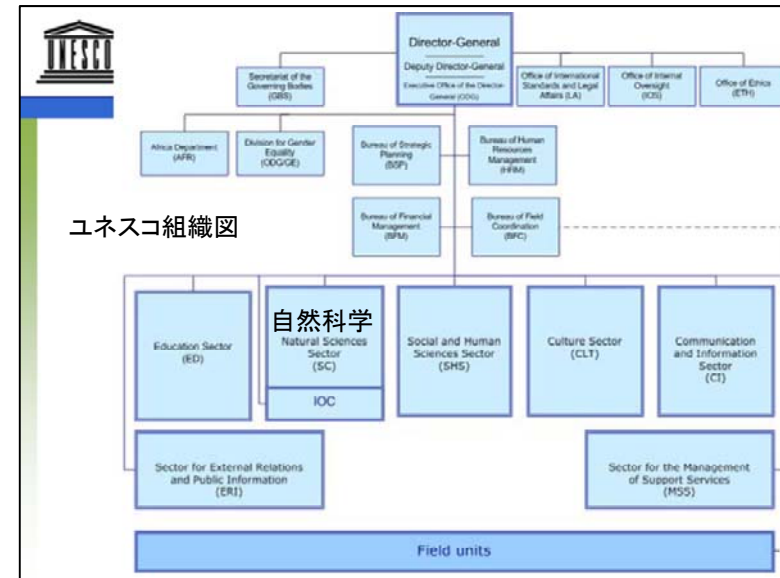 UNESCO
Director-General
Deputy Director-General
Executive Office of the Director-
General (ODG)
Secretariat of the
Governing Bodies
(GBS)
Office of International
Standards and Legal
Affairs (LA)
Office of Internal
Oversight
(IOS)
Office of Ethics
(ETH)
Africa Department
(AFR)
Division for Gender
Equality
(ODG/GE)
Bureau of Strategic
Planning
(BSP)
Bureau of Human
Resources
Management
(HRM)
ユネスコ組織図
Bureau of Financial
Management
(BFM)
Bureau of Field
Coordination
(BFC)
Education Sector
(ED)
自然科学
Natural Sciences
Sector
(SC)
IOC
Social and Human
Sciences Sector
(SHS)
Culture Sector
(CLT)
Communication
and Information
Sector
(CI)
Sector for External Relations
and Public Information
(ERI)
Sector for the Management
of Support Services
(MSS)
Field units